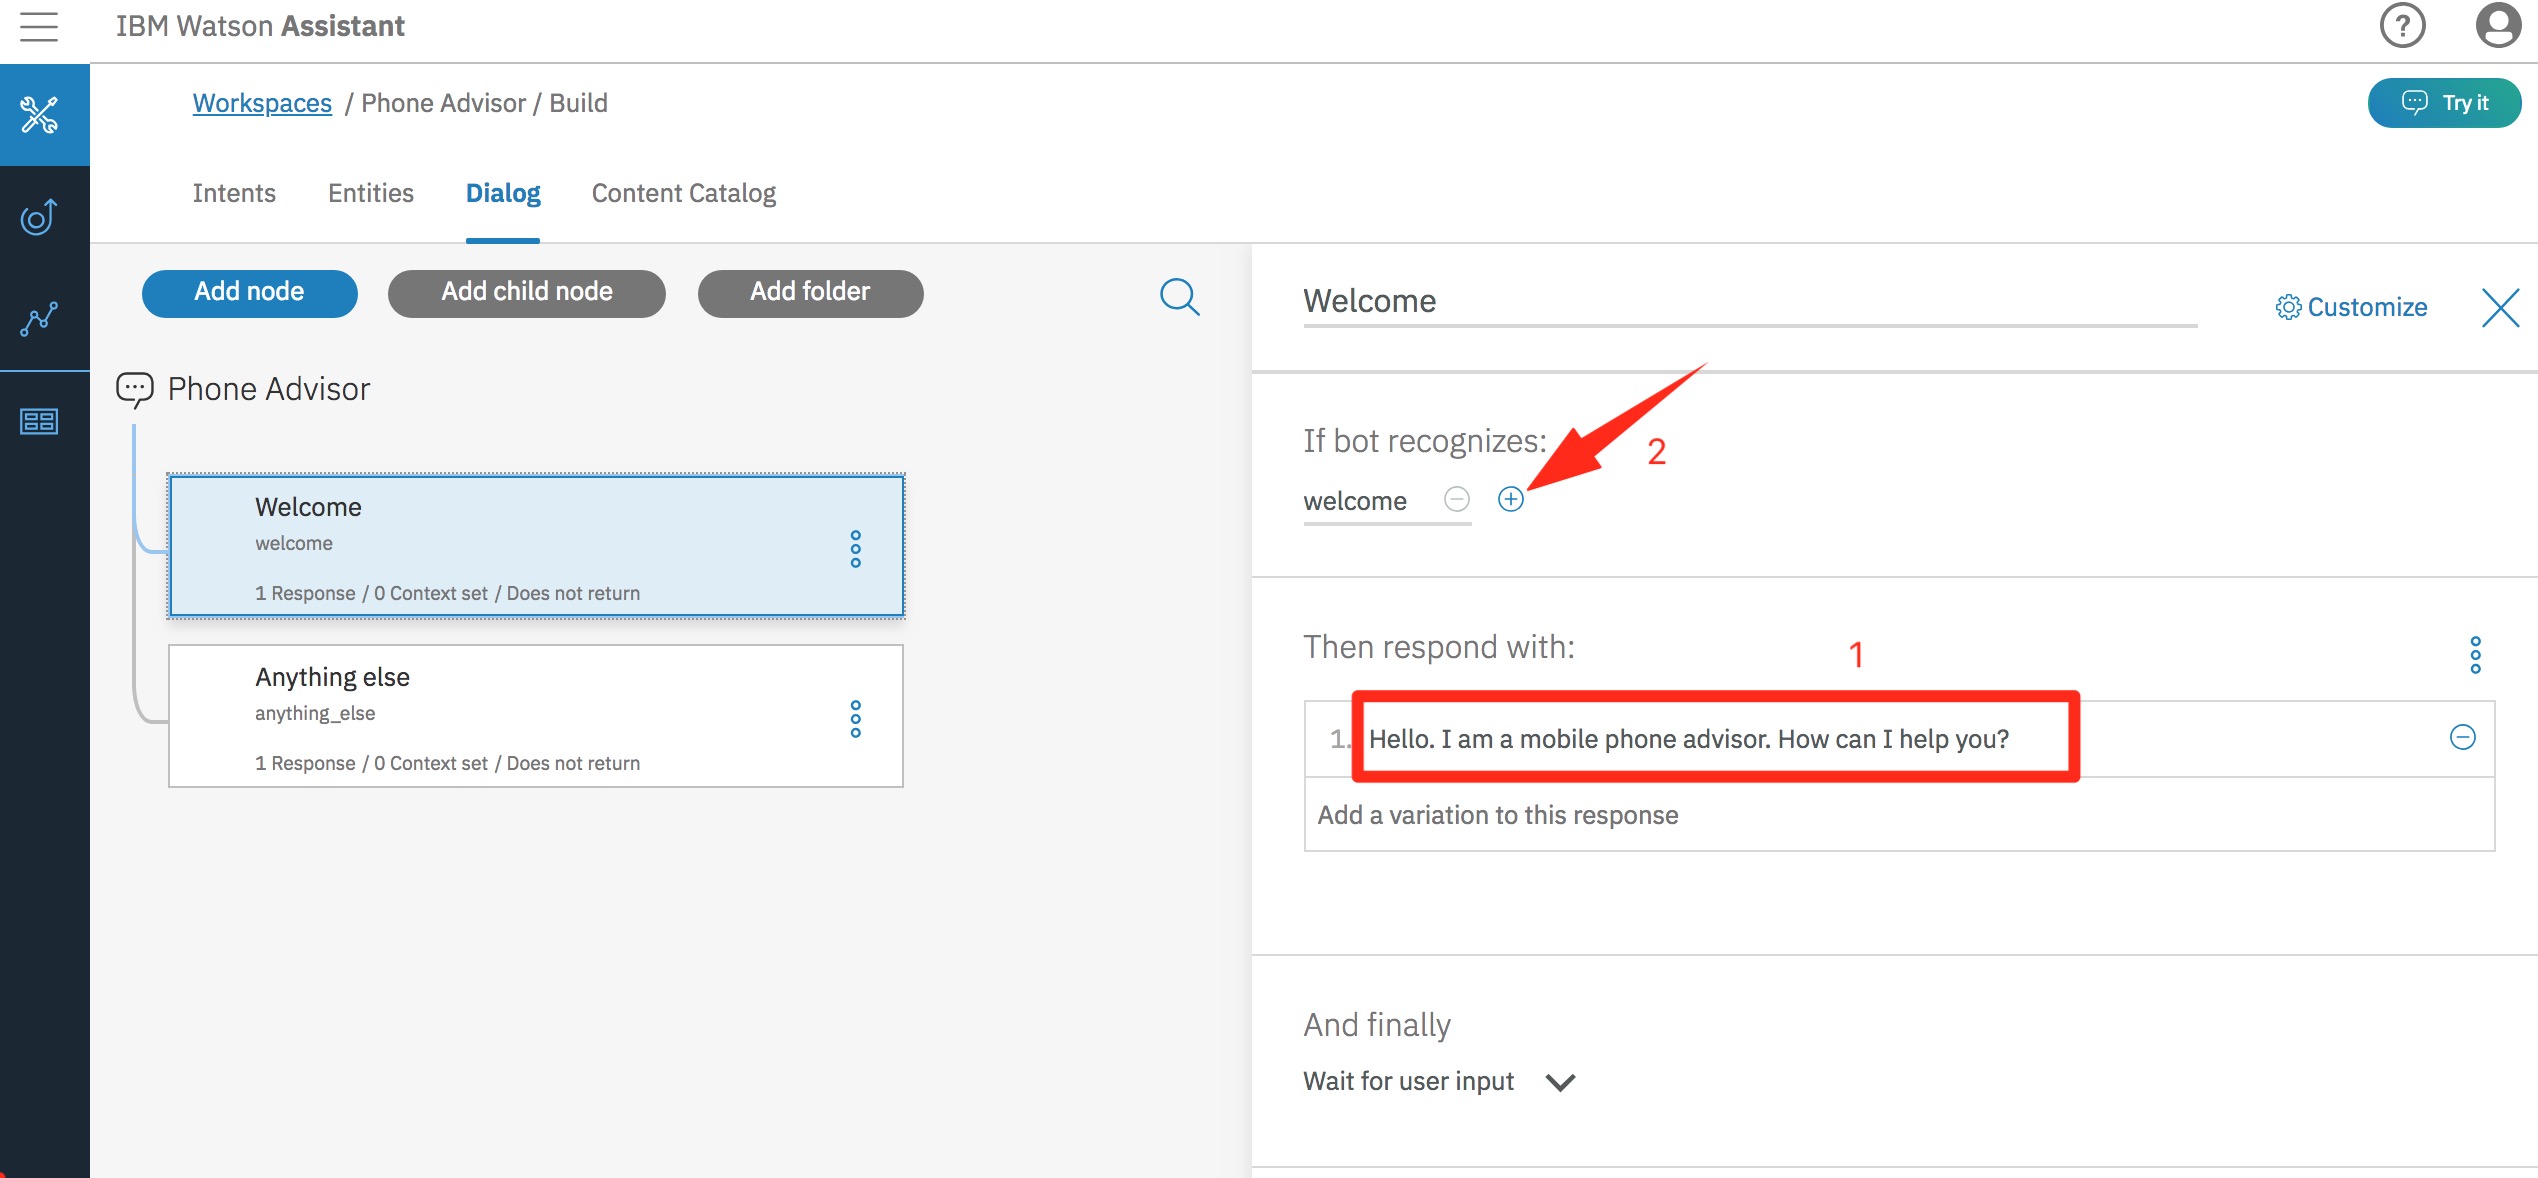 IBM Watson Assistant
?
Workspaces / Phone Advisor / Build
Try it
Intents Entities Dialog Content Catalog
Add node Add child node Add folder
Phone Advisor
Welcome
welcome
1 Response / 0 Context set / Does not return
Anything else
anything_else
1 Response / 0 Context set / Does not return
Welcome
Customize
If bot recognizes:
2
welcome
Then respond with:
1
1. Hello. I am a mobile phone advisor. How can I help you?
Add a variation to this response
And finally
Wait for user input